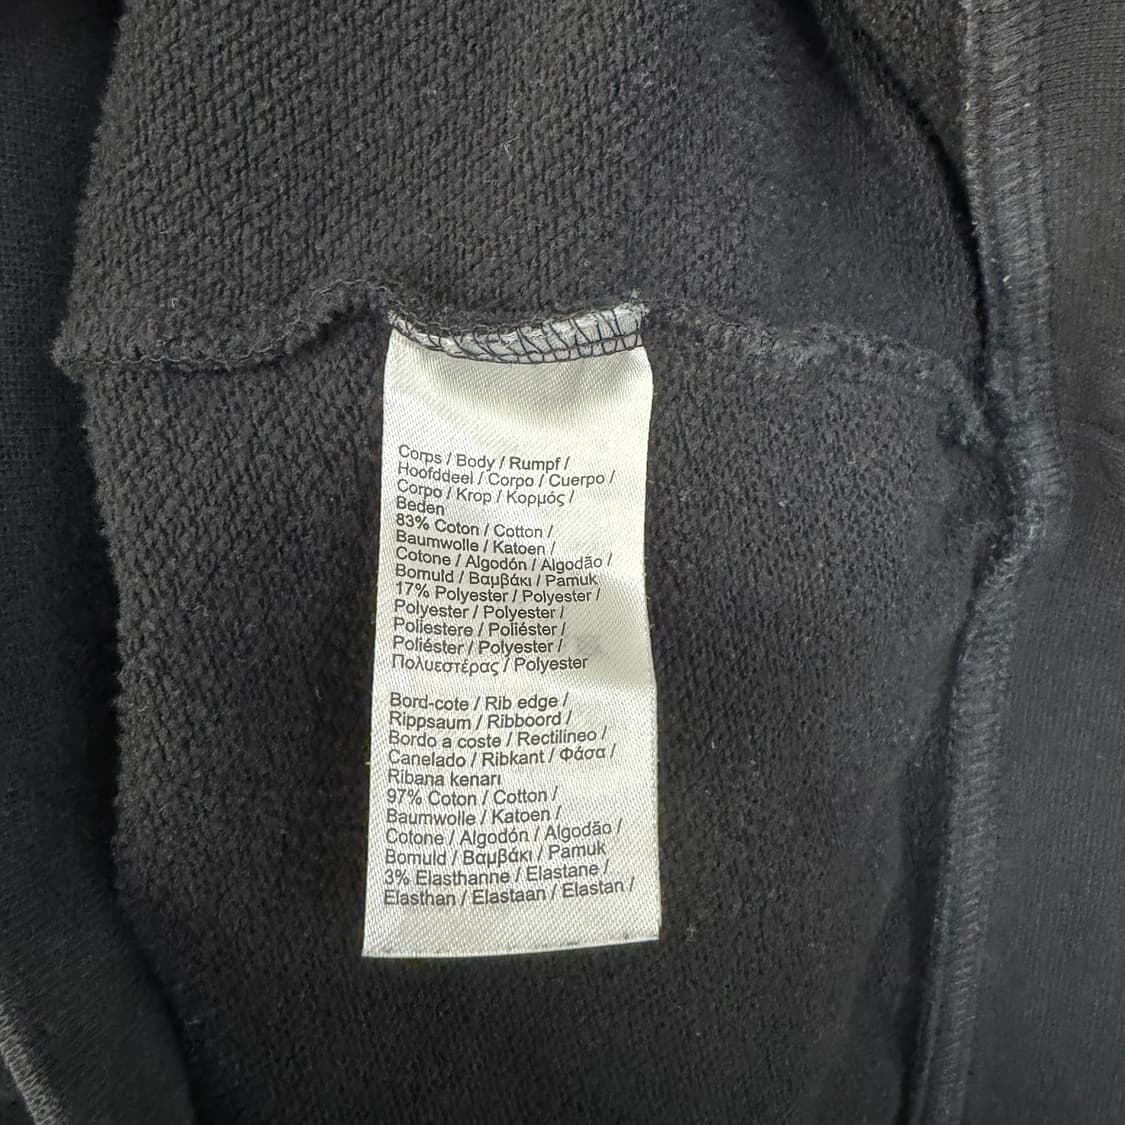 Corps / Body / Rumpf /
Hoofddeel / Corpo / Cuerpo /
Corpo / Krop / Κορμός /
Beden
83% Coton / Cotton /
Baumwolle / Katoen /
Cotone / Algodón / Algodão /
Bomuld / Βαμβάκι / Pamuk
17% Polyester / Polyester /
Polyester / Polyester /
Poliestere / Poliéster /
Poliéster / Polyester /
Πολυεστέρας / Polyester
Bord-cote / Rib edge /
Rippsaum / Ribboord /
Bordo a coste / Rectilineo /
Canelado / Ribkant / Φάσα /
Ribana kenarı
97% Coton / Cotton /
Baumwolle / Katoen /
Cotone / Algodón / Algodão /
Bomuld / Βαμβάκι / Pamuk
3% Elasthanne / Elastane /
Elasthan / Elastaan / Elastan /